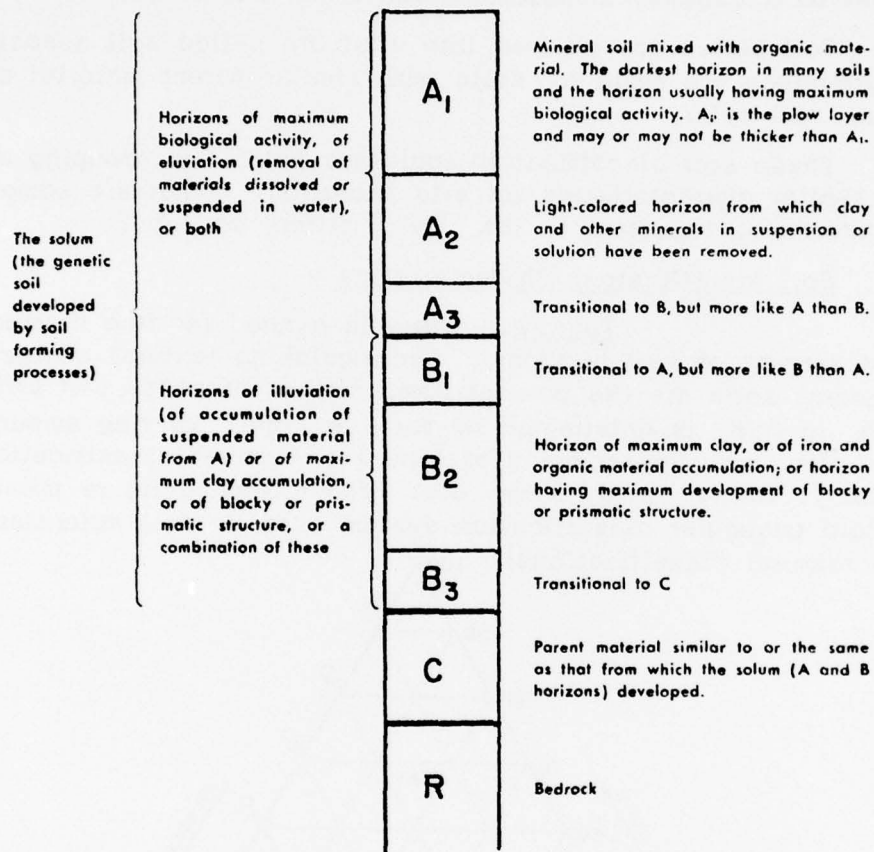 The solum
(the genetic
soil
developed
by soil
forming
processes)
Horizons of maximum
biological activity, of
eluviation (removal of
materials dissolved or
suspended in water),
or both
Horizons of illuviation
(of accumulation of
suspended material
from A) or of maxi-
mum clay accumulation,
or of blocky or pris-
matic structure, or a
combination of these
A₁
Mineral soil mixed with organic mate-
rial. The darkest horizon in many soils
and the horizon usually having maximum
biological activity. Aₚ is the plow layer
and may or may not be thicker than A₁.
A₂
Light-colored horizon from which clay
and other minerals in suspension or
solution have been removed.
A₃
Transitional to B, but more like A than B.
B₁
Transitional to A, but more like B than A.
B₂
Horizon of maximum clay, or of iron and
organic material accumulation; or horizon
having maximum development of blocky
or prismatic structure.
B₃
Transitional to C
C
Parent material similar to or the same
as that from which the solum (A and B
horizons) developed.
R
Bedrock